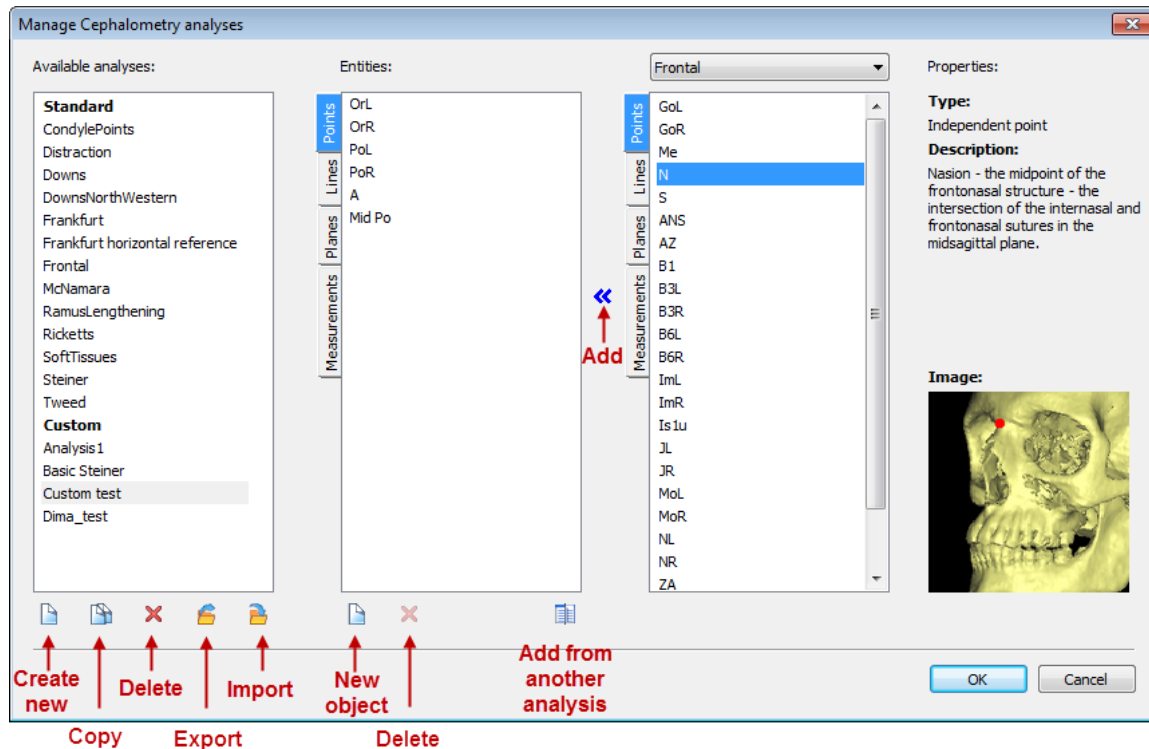 Manage Cephalometry analyses
Available analyses:
Standard
CondylePoints
Distraction
Downs
DownsNorthWestern
Frankfurt
Frankfurt horizontal reference
Frontal
McNamara
RamusLengthening
Ricketts
SoftTissues
Steiner
Tweed
Custom
Analysis1
Basic Steiner
Custom test
Dima_test
Entities:
Points
Lines
Planes
Measurements
OrL
OrR
PoL
PoR
A
Mid Po
Add
Frontal
Points
Lines
Planes
Measurements
GoL
GoR
Me
N
S
ANS
AZ
B1
B3L
B3R
B6L
B6R
ImL
ImR
Is1u
JL
JR
MoL
MoR
NL
NR
ZA
Properties:
Type:
Independent point
Description:
Nasion - the midpoint of the
frontonasal structure - the
intersection of the internasal and
frontonasal sutures in the
midsagittal plane.
Image:
Create
new
Copy
Delete
Export
Import
New
object
Delete
Add from
another
analysis
OK
Cancel